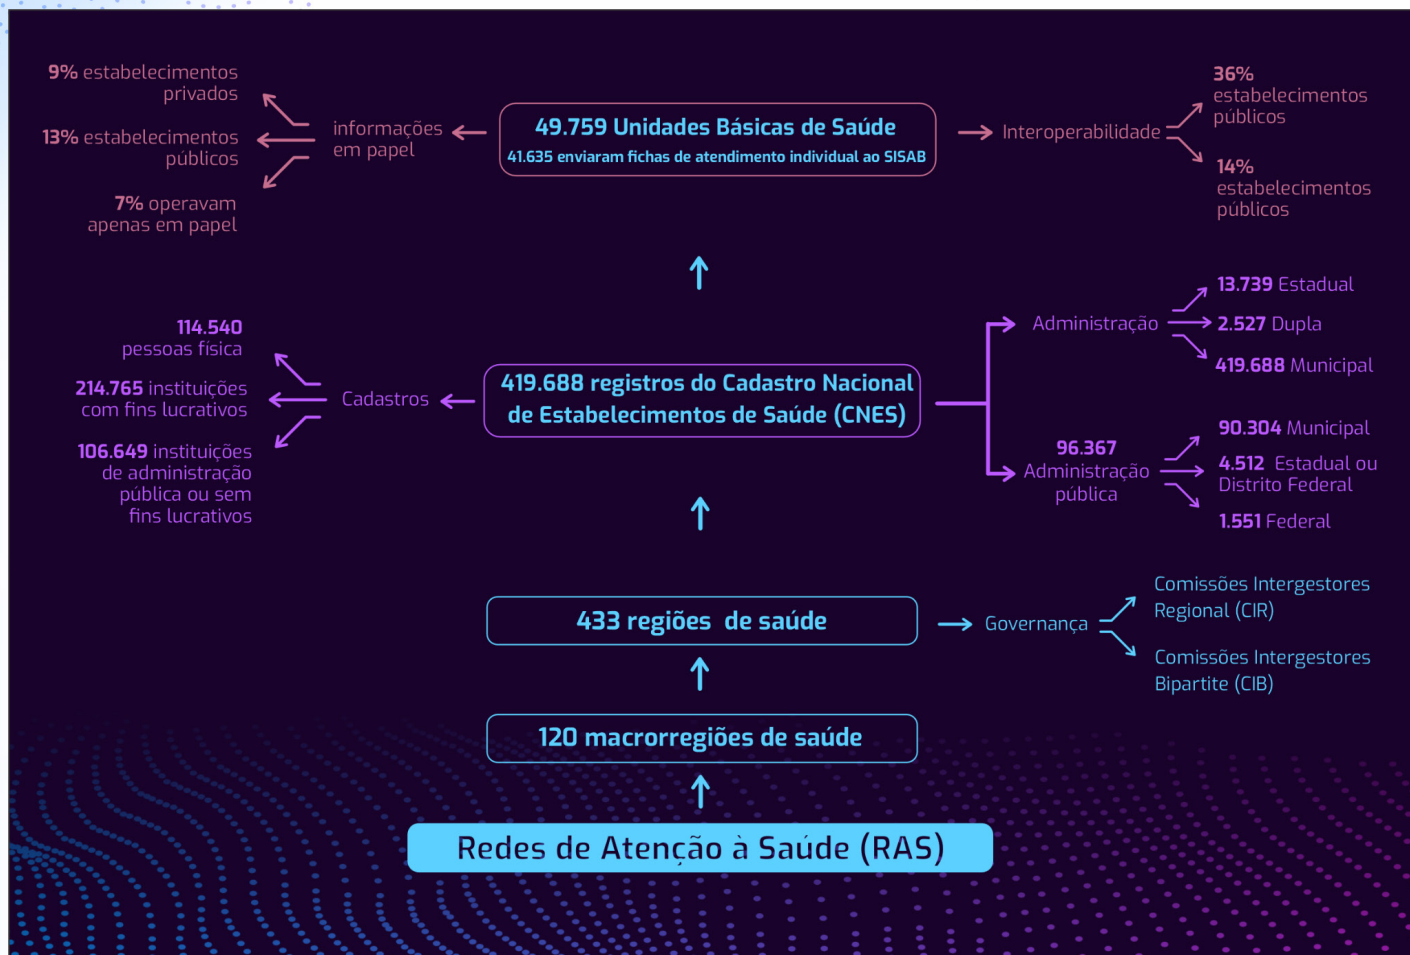 9% estabelecimentos
privados
13% estabelecimentos
públicos
7% operavam
apenas em papel
informações
em papel
49.759 Unidades Básicas de Saúde
41.635 enviaram fichas de atendimento individual ao SISAB
Interoperabilidade
36%
estabelecimentos
públicos
14%
estabelecimentos
públicos
114.540
pessoas física
214.765 instituições
com fins lucrativos
106.649 instituições
de administração
pública ou sem
fins lucrativos
Cadastros
419.688 registros do Cadastro Nacional
de Estabelecimentos de Saúde (CNES)
Administração
13.739 Estadual
2.527 Dupla
419.688 Municipal
96.367
Administração
pública
90.304 Municipal
4.512 Estadual ou
Distrito Federal
1.551 Federal
433 regiões de saúde
Governança
Comissões Intergestores
Regional (CIR)
Comissões Intergestores
Bipartite (CIB)
120 macrorregiões de saúde
Redes de Atenção à Saúde (RAS)